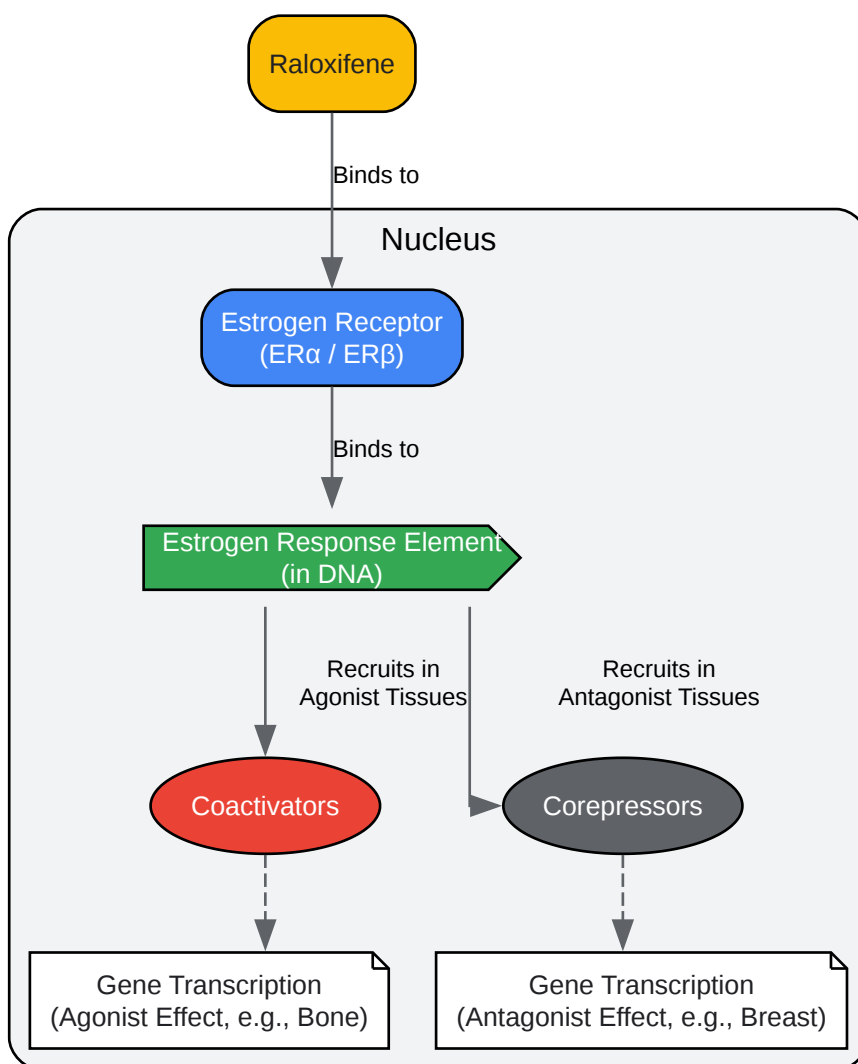 Raloxifene
Binds to
Nucleus
Estrogen Receptor
(ERα / ERβ)
Binds to
Estrogen Response Element
(in DNA)
Recruits in
Agonist Tissues
Recruits in
Antagonist Tissues
Coactivators
Corepressors
Gene Transcription
(Agonist Effect, e.g., Bone)
Gene Transcription
(Antagonist Effect, e.g., Breast)